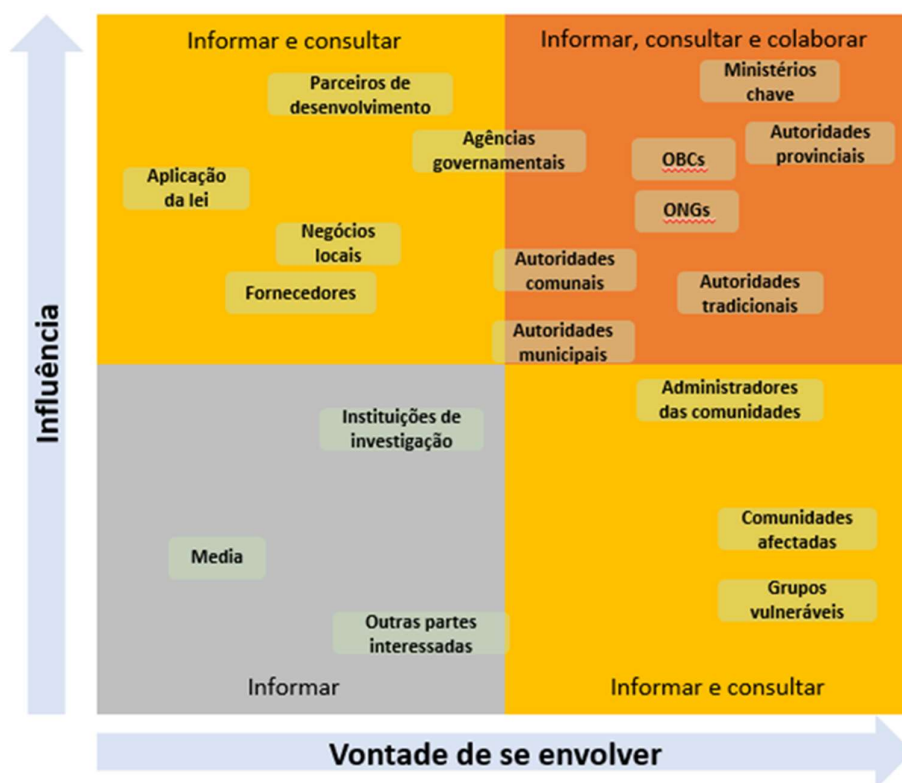 Informar e consultar
Informar, consultar e colaborar
Parceiros de
desenvolvimento
Ministérios
chave
Agências
governamentais
Autoridades
provinciais
OBCs
Aplicação
da lei
ONGs
Negócios
locais
Autoridades
comunais
Fornecedores
Autoridades
tradicionais
Autoridades
municipais
Influência
Administradores
das comunidades
Instituições de
investigação
Comunidades
afectadas
Media
Grupos
vulneráveis
Outras partes
interessadas
Informar
Informar e consultar
Vontade de se envolver